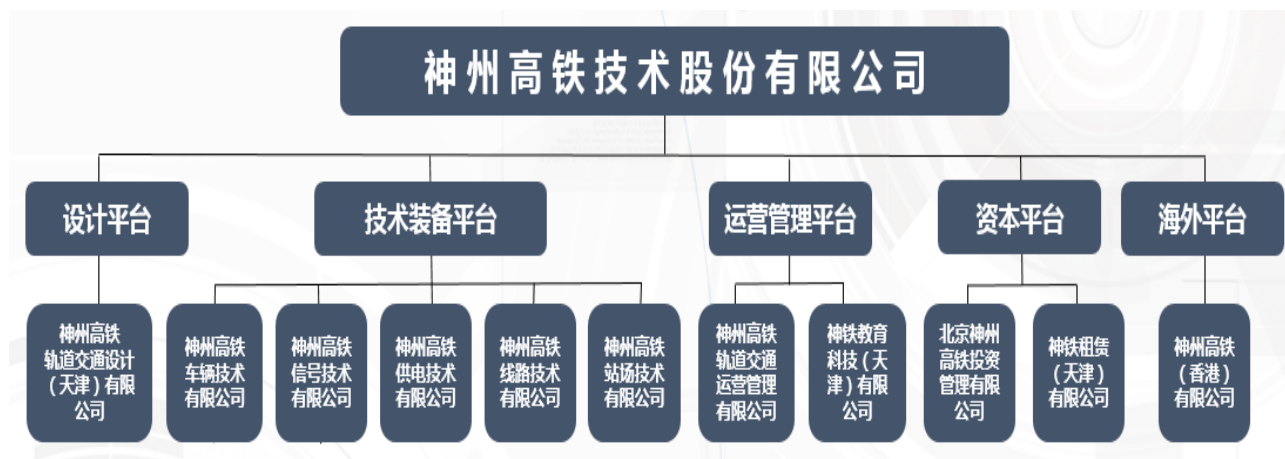 神州高铁技术股份有限公司
设计平台
技术装备平台
运营管理平台
资本平台
海外平台
神州高铁
轨道交通设计
（天津）有限
公司
神州高铁
车辆技术
有限公司
神州高铁
信号技术
有限公司
神州高铁
供电技术
有限公司
神州高铁
线路技术
有限公司
神州高铁
站场技术
有限公司
神州高铁
轨道交通
运营管理
有限公司
神铁教育
科技（天
津）有限
公司
北京神州
高铁投资
管理有限
公司
神铁租赁
（天津）
有限公司
神州高铁
（香港）
有限公司